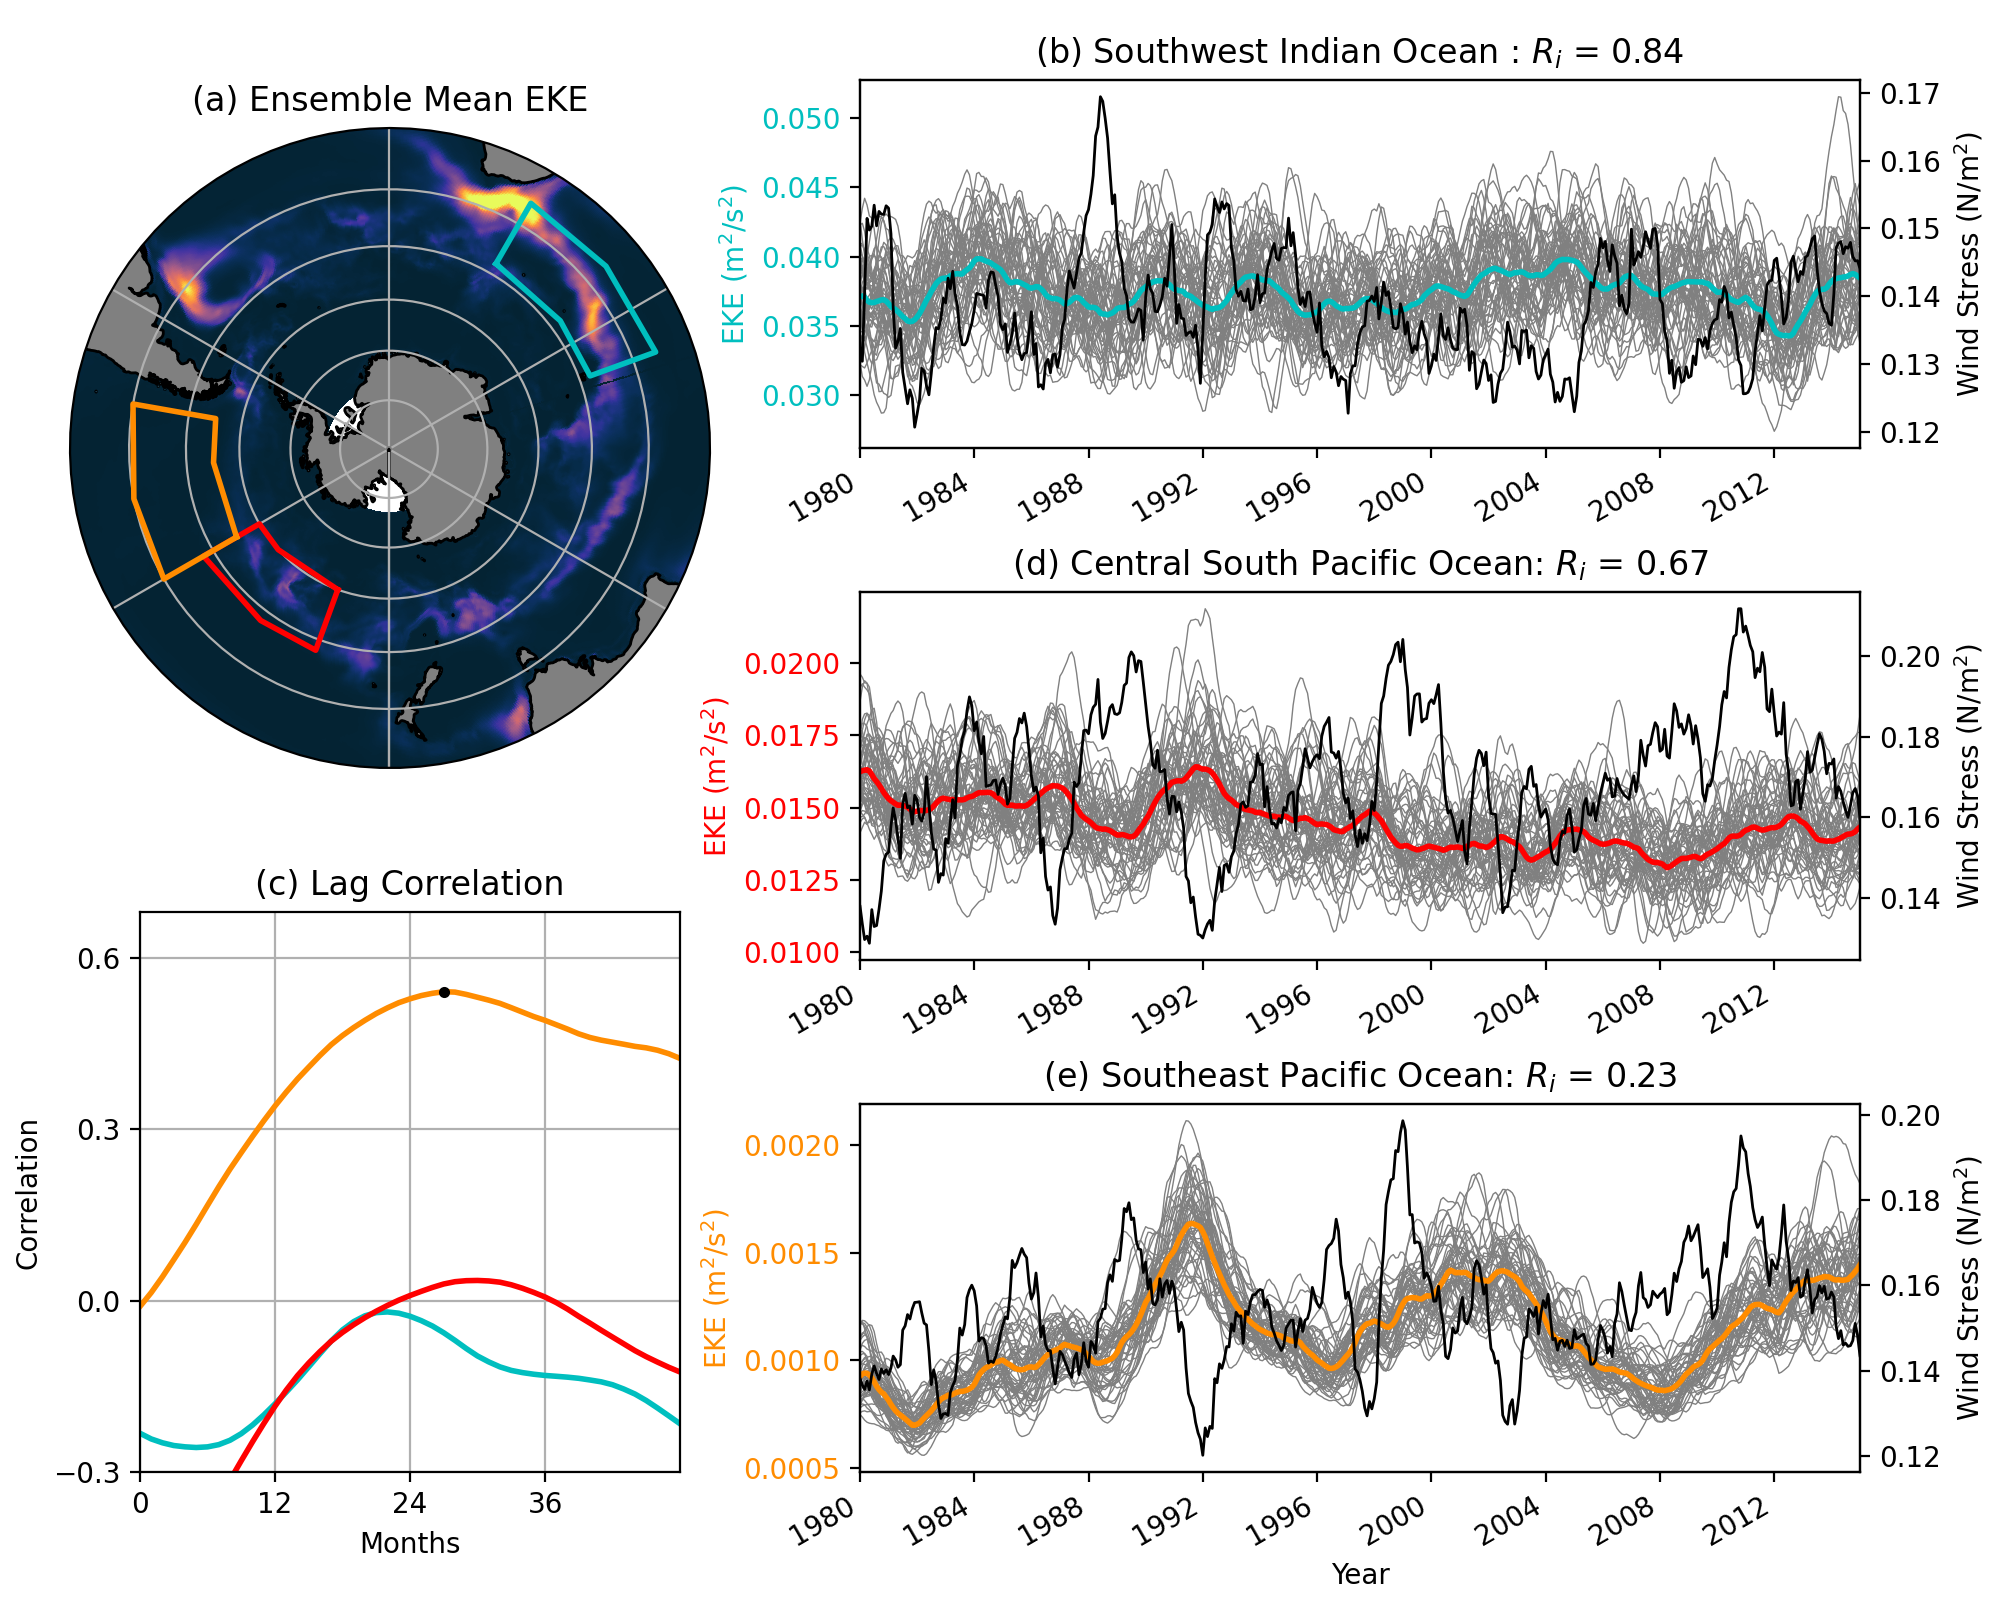 (a) Ensemble Mean EKE
(b) Southwest Indian Ocean : Rᵢ = 0.84
EKE (m²/s²)
0.050
0.045
0.040
0.035
0.030
0.17
0.16
0.15
0.14
0.13
0.12
Wind Stress (N/m²)
1980 1984 1988 1992 1996 2000 2004 2008 2012
(c) Lag Correlation
Correlation
0.6
0.3
0.0
−0.3
0 12 24 36
Months
(d) Central South Pacific Ocean: Rᵢ = 0.67
EKE (m²/s²)
0.0200
0.0175
0.0150
0.0125
0.0100
0.20
0.18
0.16
0.14
Wind Stress (N/m²)
1980 1984 1988 1992 1996 2000 2004 2008 2012
(e) Southeast Pacific Ocean: Rᵢ = 0.23
EKE (m²/s²)
0.0020
0.0015
0.0010
0.0005
0.20
0.18
0.16
0.14
0.12
Wind Stress (N/m²)
1980 1984 1988 1992 1996 2000 2004 2008 2012
Year